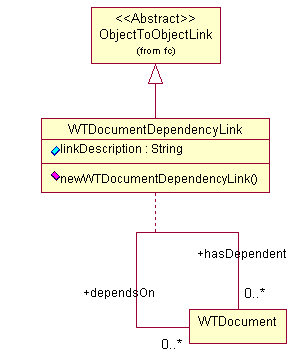 <<Abstract>>
ObjectToObjectLink
(from fc)
WTDocumentDependencyLink
linkDescription : String
newWTDocumentDependencyLink()
+hasDependent
+dependsOn
0..*
WTDocument
0..*